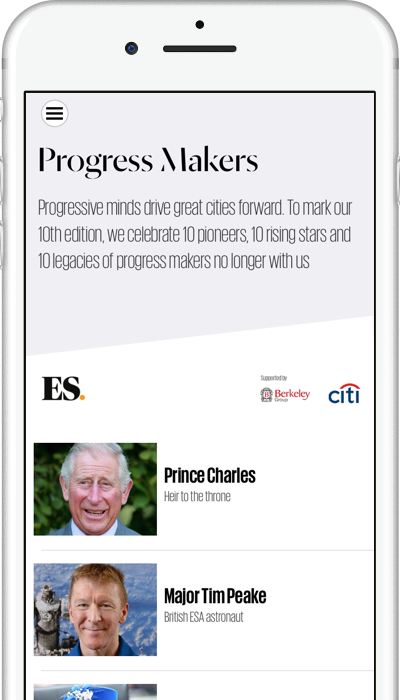 Progress Makers
Progressive minds drive great cities forward. To mark our
10th edition, we celebrate 10 pioneers, 10 rising stars and
10 legacies of progress makers no longer with us
ES.
Supported by
Berkeley
Group
citi
Prince Charles
Heir to the throne
Major Tim Peake
British ESA astronaut